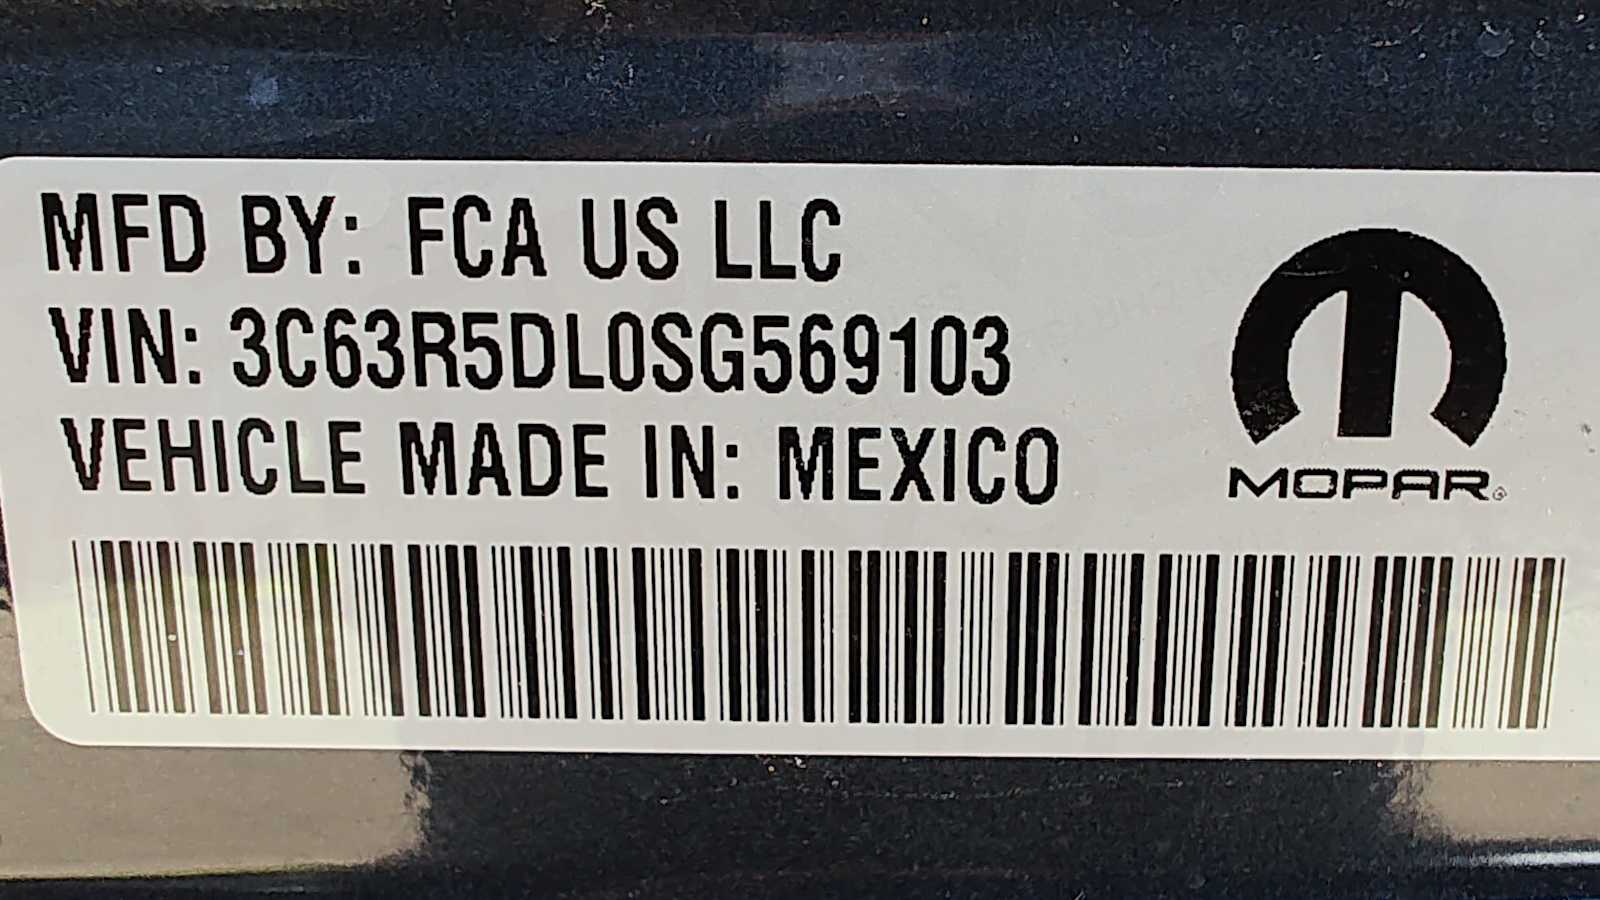 MFD BY: FCA US LLC
VIN: 3C63R5DL0SG569103
VEHICLE MADE IN: MEXICO
MOPAR®